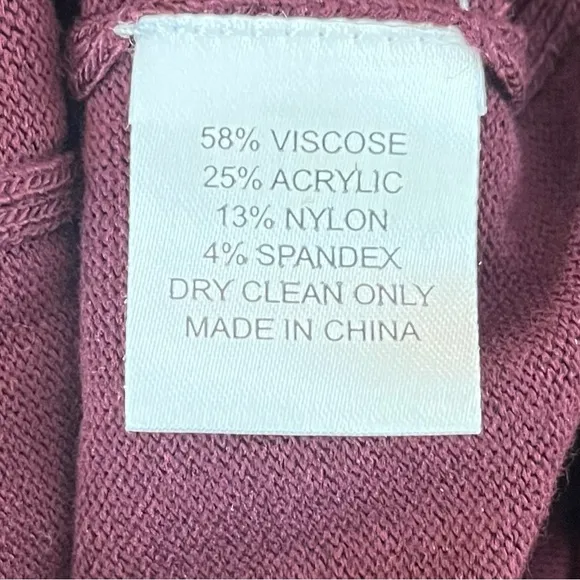 58% VISCOSE
25% ACRYLIC
13% NYLON
4% SPANDEX
DRY CLEAN ONLY
MADE IN CHINA